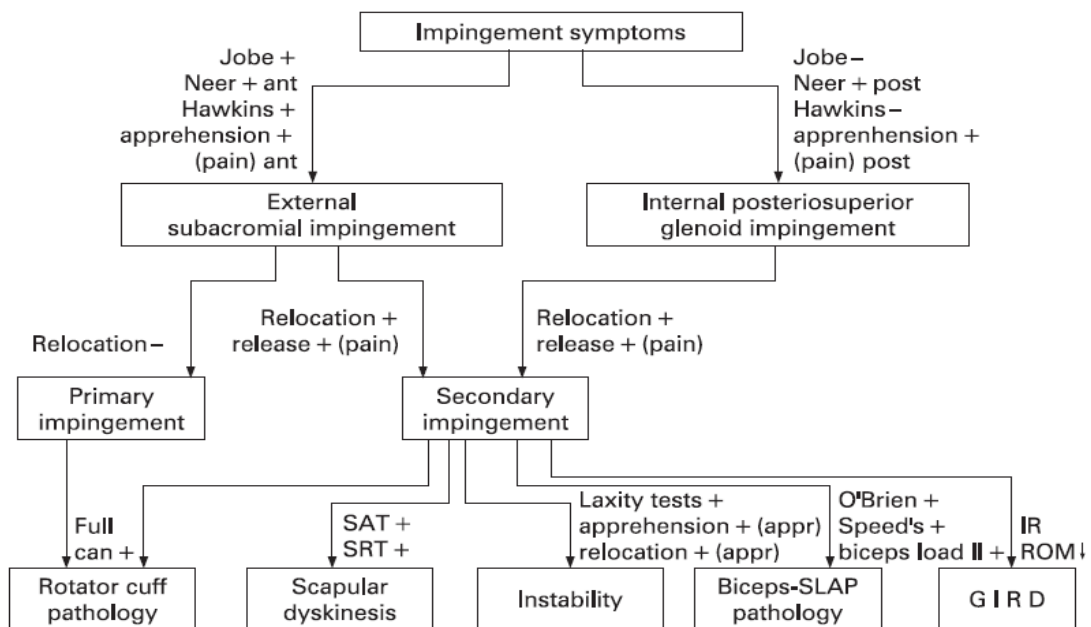 Impingement symptoms
Jobe +
Neer + ant
Hawkins +
apprehension +
(pain) ant
Jobe –
Neer + post
Hawkins –
apprenhension +
(pain) post
External
subacromial impingement
Internal posteriosuperior
glenoid impingement
Relocation –
Relocation +
release + (pain)
Relocation +
release + (pain)
Primary
impingement
Secondary
impingement
Full
can +
SAT +
SRT +
Laxity tests +
apprehension + (appr)
relocation + (appr)
O'Brien +
Speed's +
biceps load II +
IR
ROM↓
Rotator cuff
pathology
Scapular
dyskinesis
Instability
Biceps-SLAP
pathology
G I R D